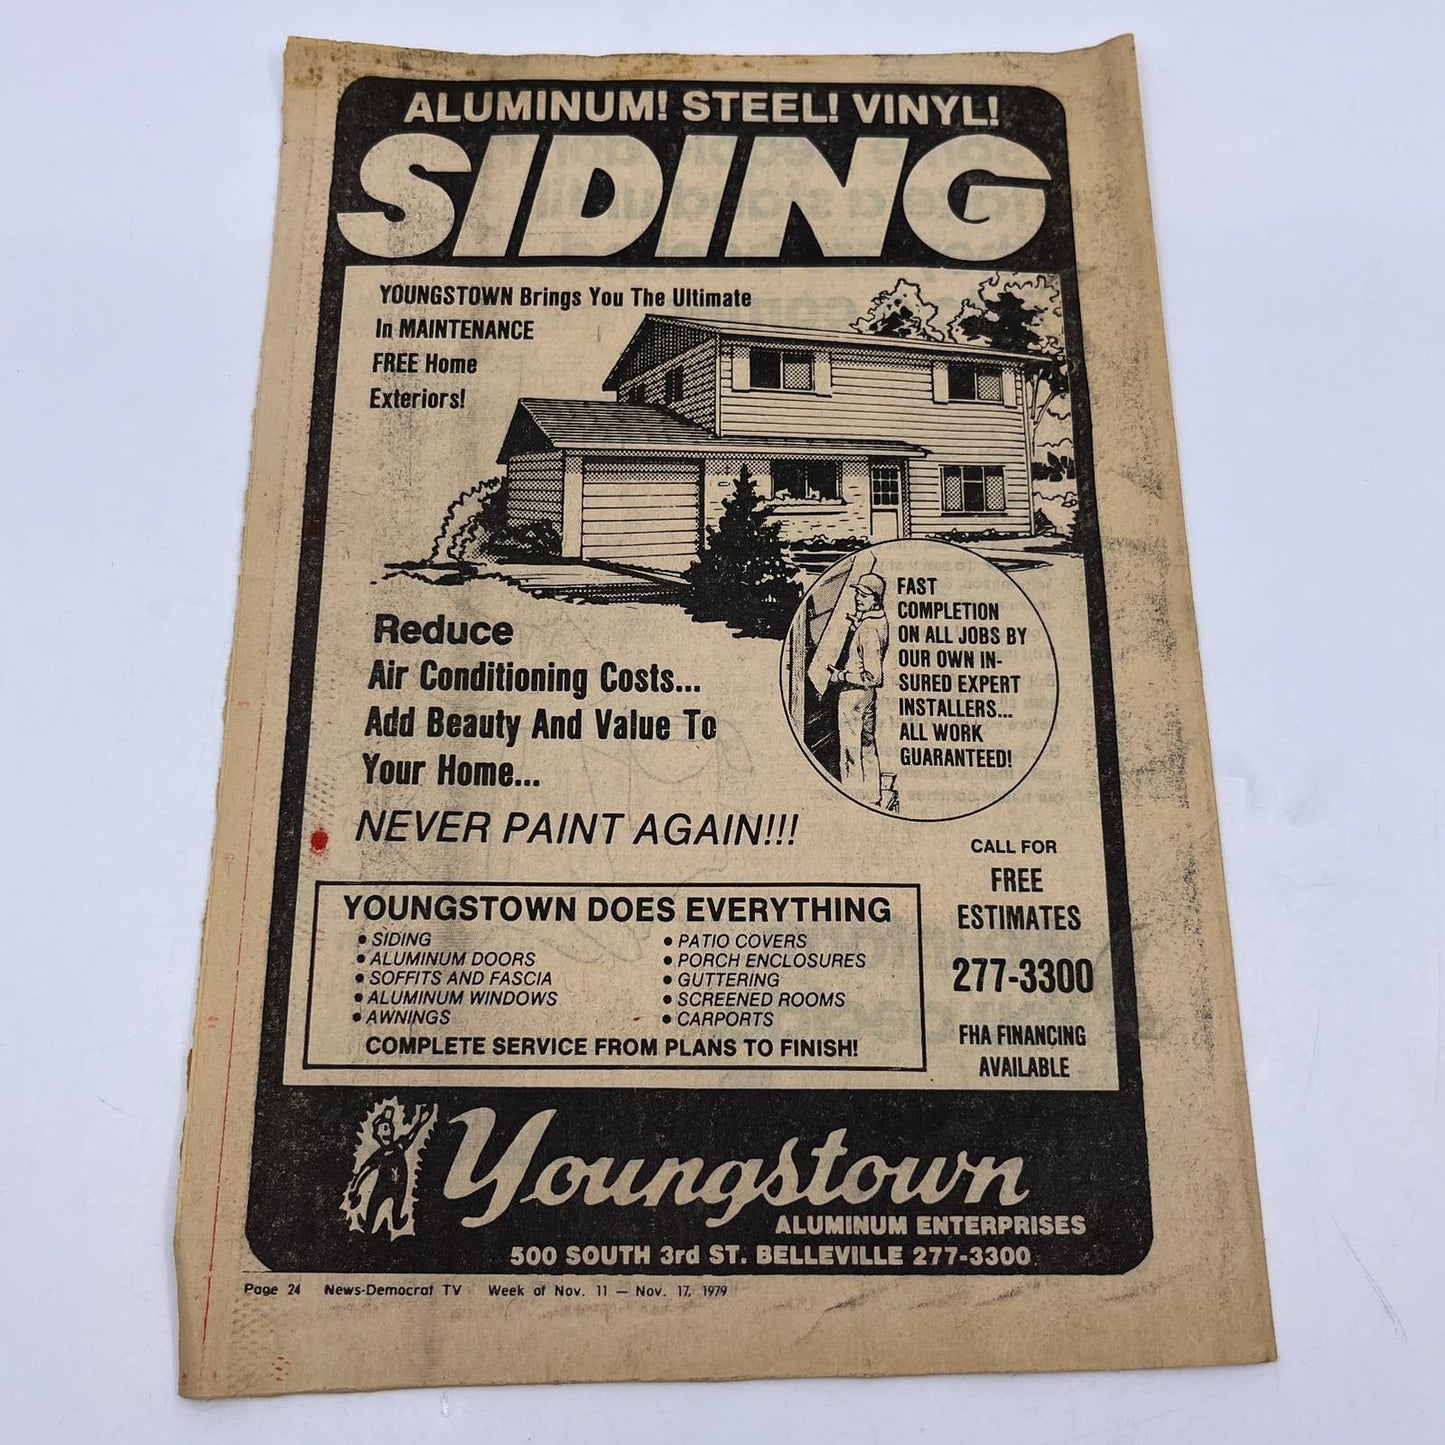 ALUMINUM! STEEL! VINYL!
SIDING
YOUNGSTOWN Brings You The Ultimate
In MAINTENANCE
FREE Home
Exteriors!
FAST
COMPLETION
ON ALL JOBS BY
OUR OWN IN-
SURED EXPERT
INSTALLERS...
ALL WORK
GUARANTEED!
Reduce
Air Conditioning Costs...
Add Beauty And Value To
Your Home...
NEVER PAINT AGAIN!!!
CALL FOR
FREE
ESTIMATES
277-3300
FHA FINANCING
AVAILABLE
YOUNGSTOWN DOES EVERYTHING
• SIDING
• ALUMINUM DOORS
• SOFFITS AND FASCIA
• ALUMINUM WINDOWS
• AWNINGS
• PATIO COVERS
• PORCH ENCLOSURES
• GUTTERING
• SCREENED ROOMS
• CARPORTS
COMPLETE SERVICE FROM PLANS TO FINISH!
Youngstown
ALUMINUM ENTERPRISES
500 SOUTH 3rd ST. BELLEVILLE 277-3300
Page 24 News-Democrat TV Week of Nov. 11 — Nov. 17, 1979